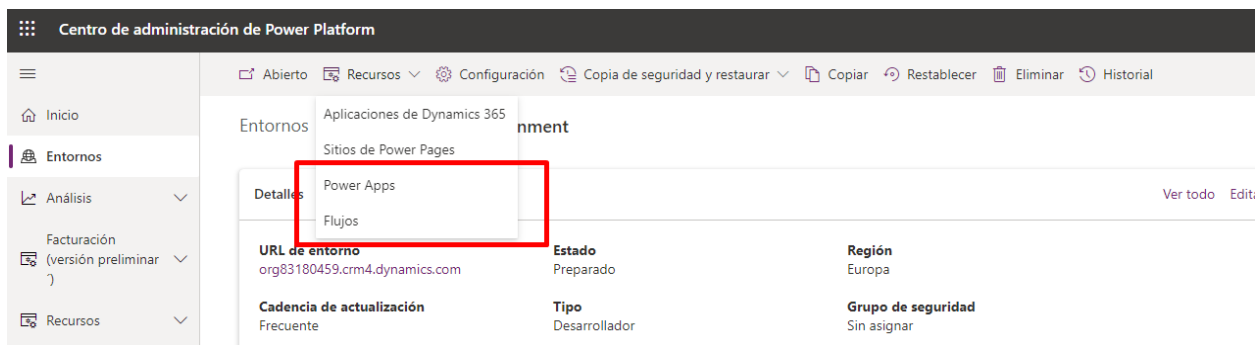 Centro de administración de Power Platform
Abierto Recursos Configuración Copia de seguridad y restaurar Copiar Restablecer Eliminar Historial
Inicio
Entornos
Análisis
Facturación
(versión preliminar
´)
Recursos
Aplicaciones de Dynamics 365
Sitios de Power Pages
Power Apps
Flujos
Entornos nment
Detalles Ver todo Edita
URL de entorno Estado Región
org83180459.crm4.dynamics.com Preparado Europa
Cadencia de actualización Tipo Grupo de seguridad
Frecuente Desarrollador Sin asignar